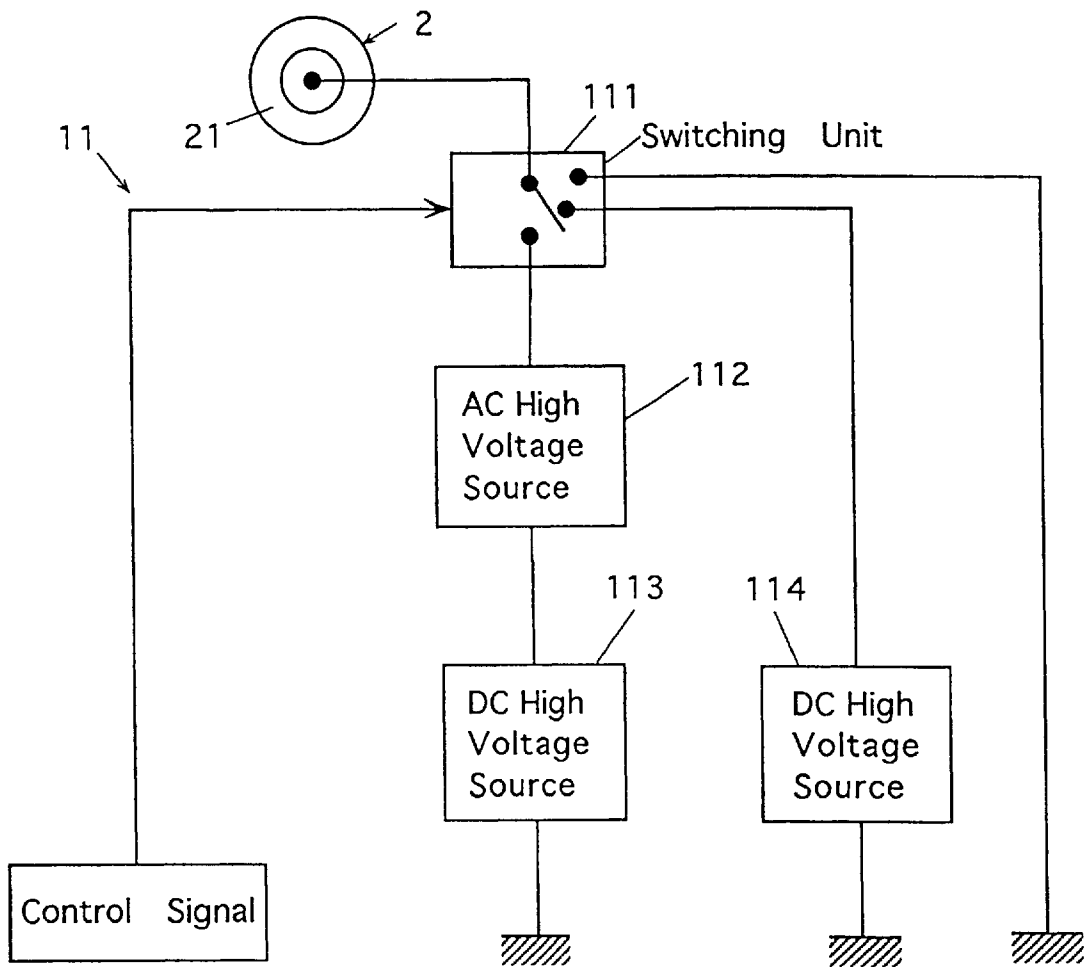 2
21
11
111
Switching Unit
AC High
Voltage
Source
112
113
114
DC High
Voltage
Source
DC High
Voltage
Source
Control Signal